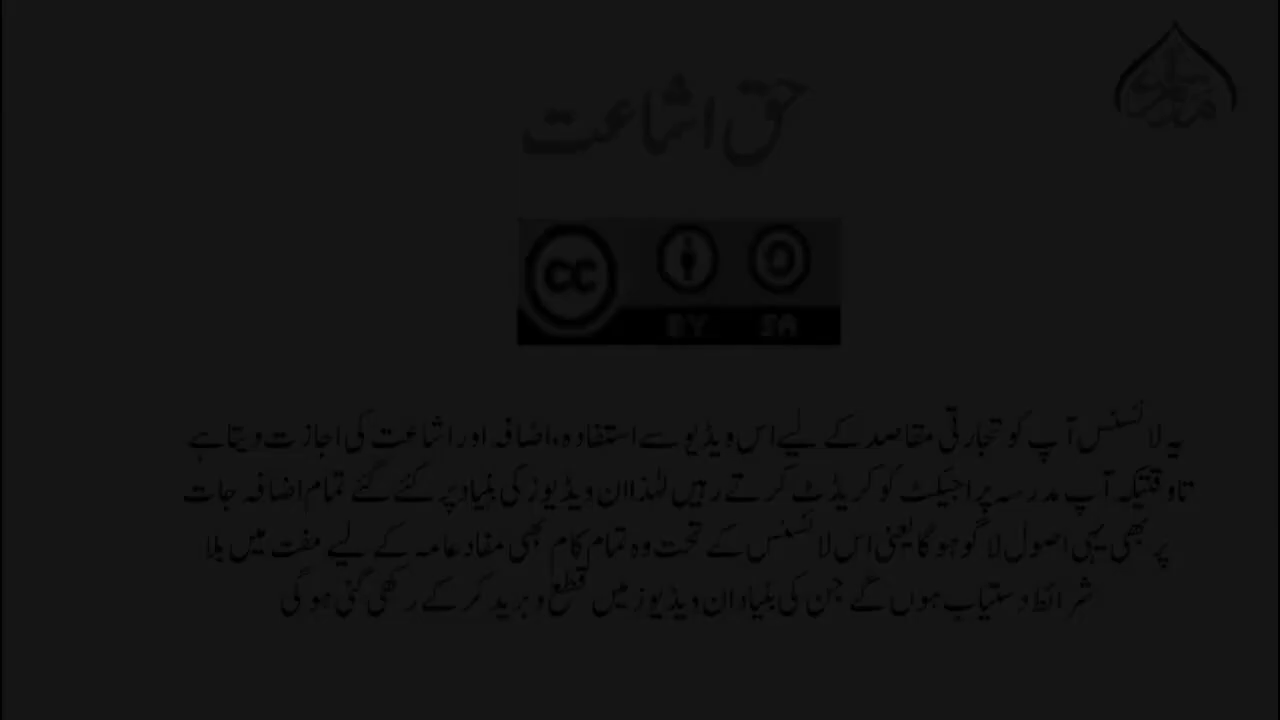 حق اشاعت
cc
BY SA
یہ لائسنس آپ کو تجارتی مقاصد کے لیے اس ویڈیو سے استفادہ، اضافہ اور اشاعت کی اجازت دیتا ہے
تاوقتیکہ آپ مدرسہ پراجیکٹ کو کریڈٹ کرتے رہیں لہٰذا ان ویڈیوز کی بنیاد پر کئے گئے تمام اضافہ جات
پر بھی یہی اصول لاگو ہوگا یعنی اس لائسنس کے تحت وہ تمام کام بھی مفاد عامہ کے لیے مفت میں بلا
شرائط دستیاب ہوں گے جن کی بنیاد ان ویڈیوز میں قطع و برید کر کے رکھی گئی ہو گی